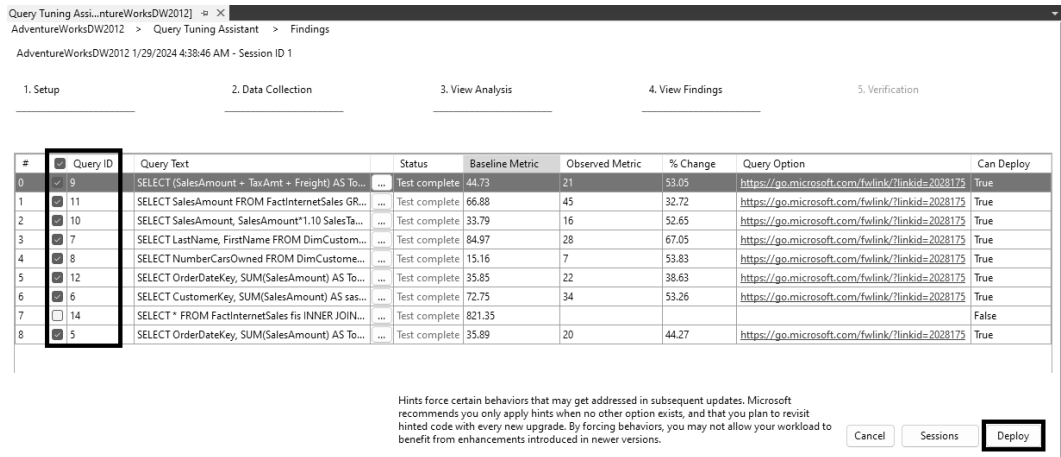 Query Tuning Assi...ntureWorksDW2012]
AdventureWorksDW2012 > Query Tuning Assistant > Findings
AdventureWorksDW2012 1/29/2024 4:38:46 AM - Session ID 1
1. Setup 2. Data Collection 3. View Analysis 4. View Findings 5. Verification
# Query ID Query Text Status Baseline Metric Observed Metric % Change Query Option Can Deploy
0 9 SELECT (SalesAmount + TaxAmt + Freight) AS To... ... Test complete 44.73 21 53.05 https://go.microsoft.com/fwlink/?linkid=2028175 True
1 11 SELECT SalesAmount FROM FactInternetSales GR... ... Test complete 66.88 45 32.72 https://go.microsoft.com/fwlink/?linkid=2028175 True
2 10 SELECT SalesAmount, SalesAmount*1.10 SalesTa... ... Test complete 33.79 16 52.65 https://go.microsoft.com/fwlink/?linkid=2028175 True
3 7 SELECT LastName, FirstName FROM DimCustom... ... Test complete 84.97 28 67.05 https://go.microsoft.com/fwlink/?linkid=2028175 True
4 8 SELECT NumberCarsOwned FROM DimCustome... ... Test complete 15.16 7 53.83 https://go.microsoft.com/fwlink/?linkid=2028175 True
5 12 SELECT OrderDateKey, SUM(SalesAmount) AS To... ... Test complete 35.85 22 38.63 https://go.microsoft.com/fwlink/?linkid=2028175 True
6 6 SELECT CustomerKey, SUM(SalesAmount) AS sas... ... Test complete 72.75 34 53.26 https://go.microsoft.com/fwlink/?linkid=2028175 True
7 14 SELECT * FROM FactInternetSales fis INNER JOIN... ... Test complete 821.35 False
8 5 SELECT OrderDateKey, SUM(SalesAmount) AS To... ... Test complete 35.89 20 44.27 https://go.microsoft.com/fwlink/?linkid=2028175 True
Hints force certain behaviors that may get addressed in subsequent updates. Microsoft
recommends you only apply hints when no other option exists, and that you plan to revisit
hinted code with every new upgrade. By forcing behaviors, you may not allow your workload to
benefit from enhancements introduced in newer versions.
Cancel Sessions Deploy